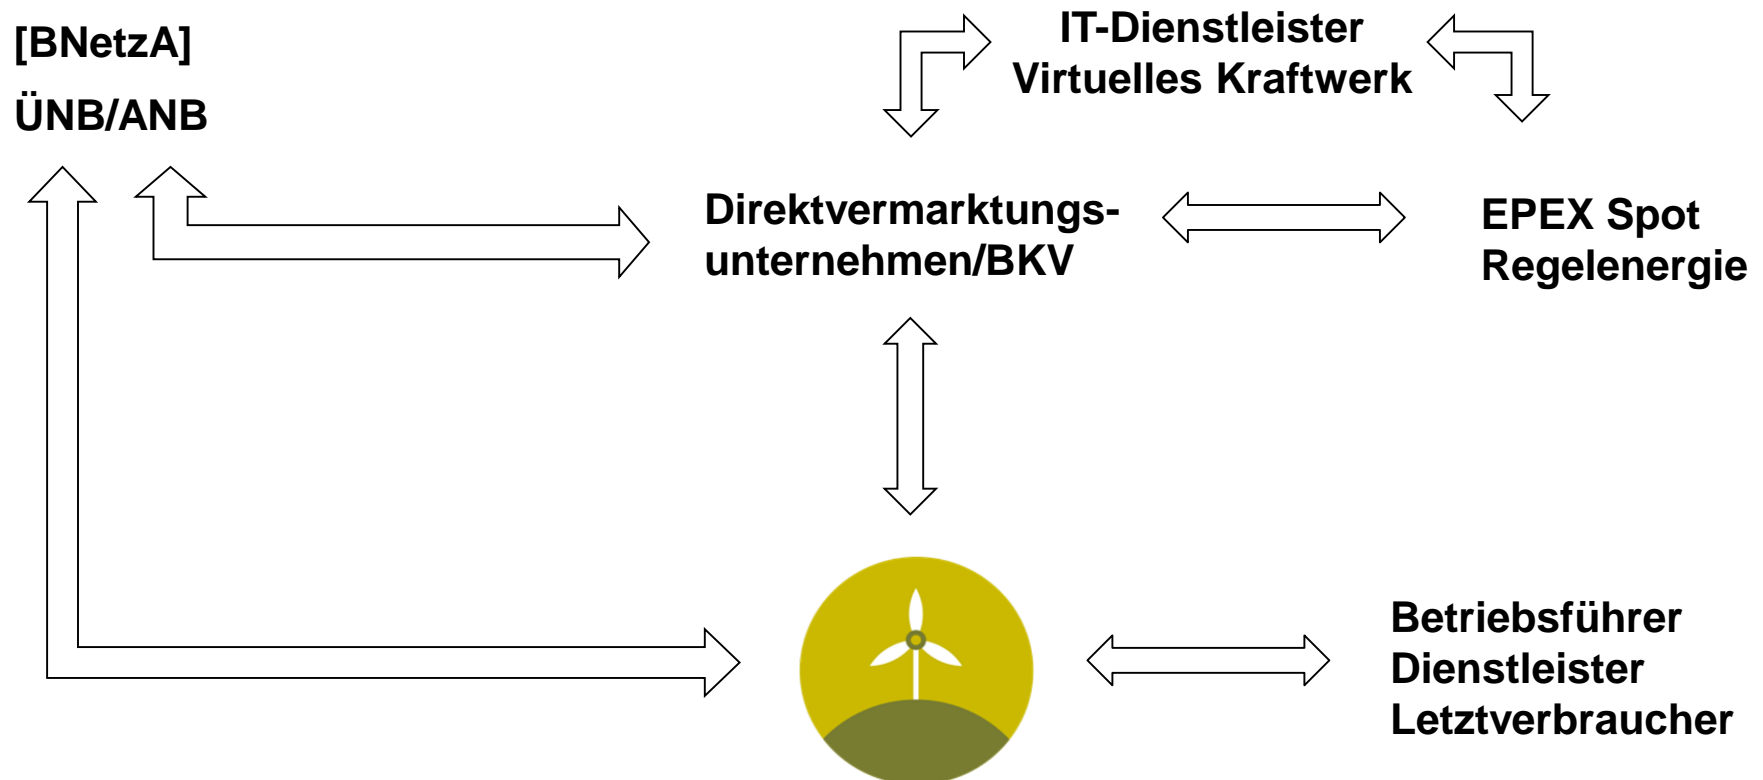 [BNetzA]
ÜNB/ANB
IT-Dienstleister
Virtuelles Kraftwerk
Direktvermarktungs-
unternehmen/BKV
EPEX Spot
Regelenergie
Betriebsführer
Dienstleister
Letztverbraucher